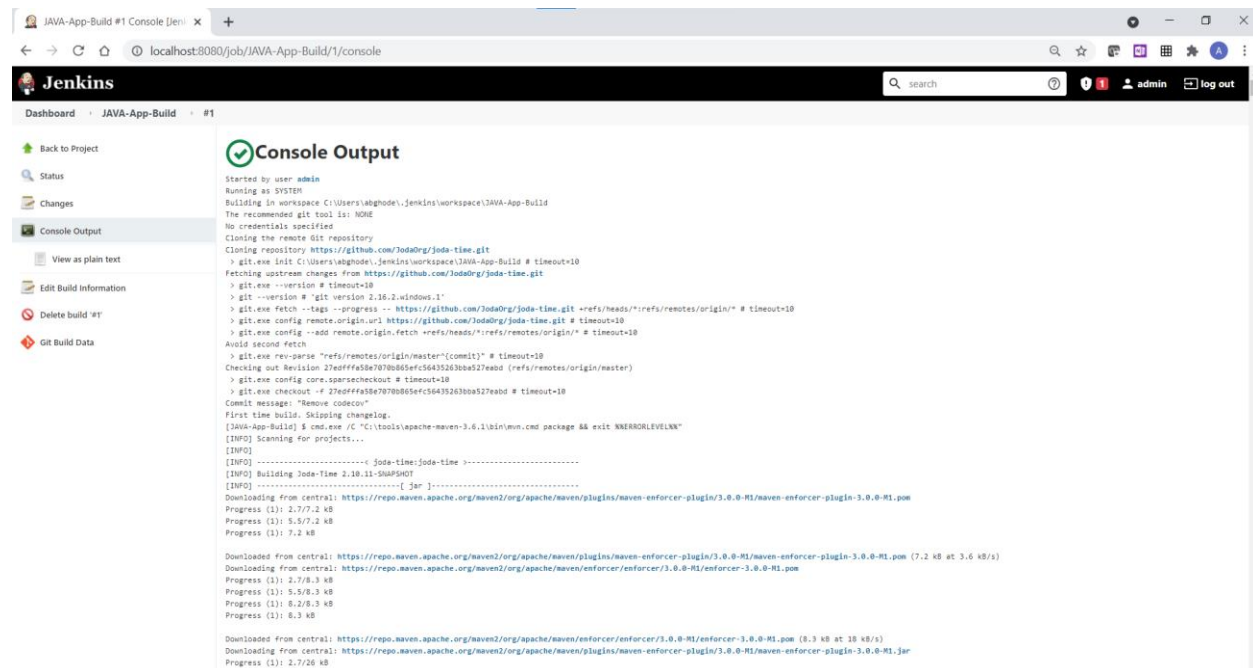 JAVA-App-Build #1 Console [Jenk
localhost:8080/job/JAVA-App-Build/1/console
A
Jenkins
search
1
admin
log out
Dashboard
JAVA-App-Build
#1
Back to Project
Status
Changes
Console Output
View as plain text
Edit Build Information
Delete build '#1'
Git Build Data
Console Output
Started by user admin
Running as SYSTEM
Building in workspace C:\Users\abghode\.jenkins\workspace\JAVA-App-Build
The recommended git tool is: NONE
No credentials specified
Cloning the remote Git repository
Cloning repository https://github.com/JodaOrg/joda-time.git
> git.exe init C:\Users\abghode\.jenkins\workspace\JAVA-App-Build # timeout=10
Fetching upstream changes from https://github.com/JodaOrg/joda-time.git
> git.exe --version # timeout=10
> git --version # 'git version 2.16.2.windows.1'
> git.exe fetch --tags --progress -- https://github.com/JodaOrg/joda-time.git +refs/heads/*:refs/remotes/origin/* # timeout=10
> git.exe config remote.origin.url https://github.com/JodaOrg/joda-time.git # timeout=10
> git.exe config --add remote.origin.fetch +refs/heads/*:refs/remotes/origin/* # timeout=10
Avoid second fetch
> git.exe rev-parse "refs/remotes/origin/master^{commit}" # timeout=10
Checking out Revision 27edfffa58e7070b865efc56435263bba527eabd (refs/remotes/origin/master)
> git.exe config core.sparsecheckout # timeout=10
> git.exe checkout -f 27edfffa58e7070b865efc56435263bba527eabd # timeout=10
Commit message: "Remove codecov"
First time build. Skipping changelog.
[JAVA-App-Build] $ cmd.exe /C "C:\tools\apache-maven-3.6.1\bin\mvn.cmd package && exit %%ERRORLEVEL%%"
[INFO] Scanning for projects...
[INFO]
[INFO] -----------------------< joda-time:joda-time >------------------------
[INFO] Building Joda-Time 2.10.11-SNAPSHOT
[INFO] --------------------------------[ jar ]---------------------------------
Downloading from central: https://repo.maven.apache.org/maven2/org/apache/maven/plugins/maven-enforcer-plugin/3.0.0-M1/maven-enforcer-plugin-3.0.0-M1.pom
Progress (1): 2.7/7.2 kB
Progress (1): 5.5/7.2 kB
Progress (1): 7.2 kB
Downloaded from central: https://repo.maven.apache.org/maven2/org/apache/maven/plugins/maven-enforcer-plugin/3.0.0-M1/maven-enforcer-plugin-3.0.0-M1.pom (7.2 kB at 3.6 kB/s)
Downloading from central: https://repo.maven.apache.org/maven2/org/apache/maven/enforcer/enforcer/3.0.0-M1/enforcer-3.0.0-M1.pom
Progress (1): 2.7/8.3 kB
Progress (1): 5.5/8.3 kB
Progress (1): 8.2/8.3 kB
Progress (1): 8.3 kB
Downloaded from central: https://repo.maven.apache.org/maven2/org/apache/maven/enforcer/enforcer/3.0.0-M1/enforcer-3.0.0-M1.pom (8.3 kB at 18 kB/s)
Downloading from central: https://repo.maven.apache.org/maven2/org/apache/maven/plugins/maven-enforcer-plugin/3.0.0-M1/maven-enforcer-plugin-3.0.0-M1.jar
Progress (1): 2.7/26 kB